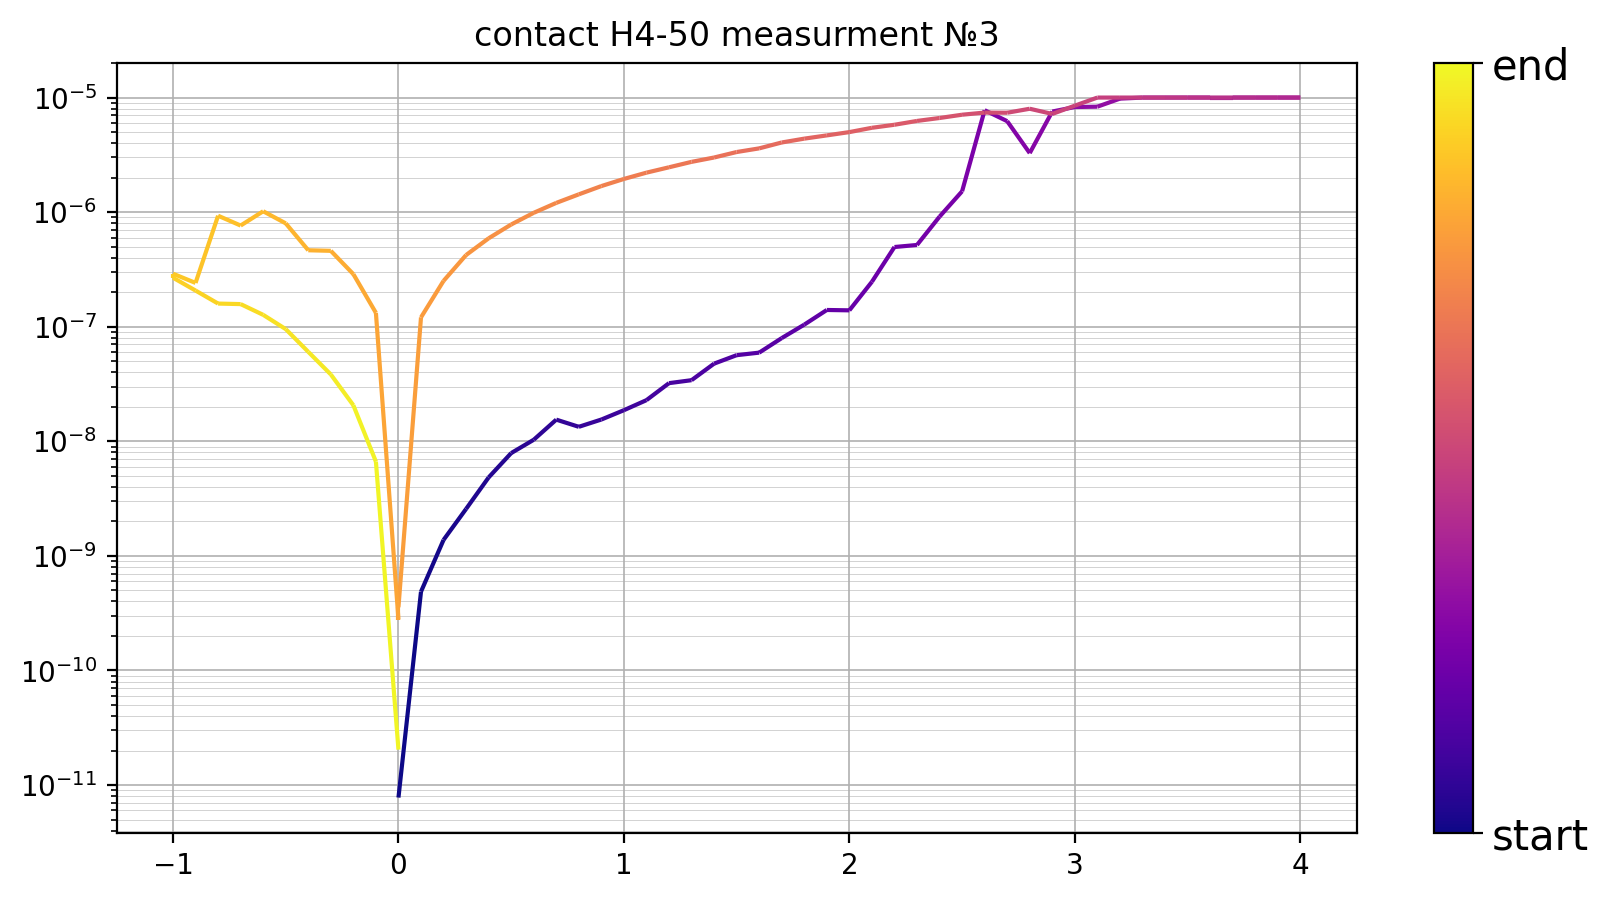 contact H4-50 measurment №3
10⁻⁵
10⁻⁶
10⁻⁷
10⁻⁸
10⁻⁹
10⁻¹⁰
10⁻¹¹
−1 0 1 2 3 4
end
start